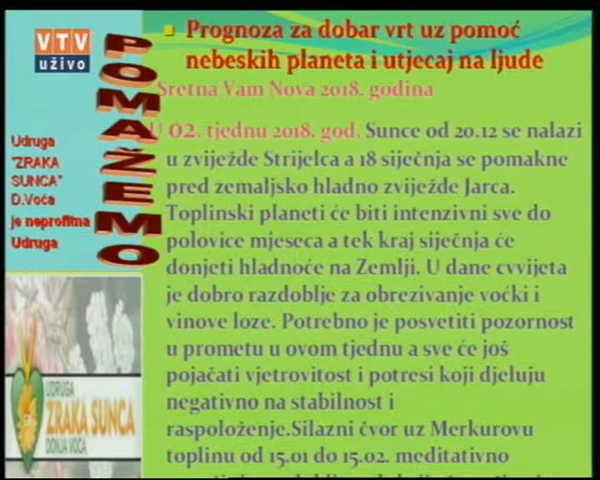 VTV
uživo
POMAŽEMO
Udruga
"ZRAKA
SUNCA"
D.Voća
je neprofitna
Udruga
UDRUGA
ZRAKA SUNCA
DONJA VOĆA
Prognoza za dobar vrt uz pomoć
nebeskih planeta i utjecaj na ljude
Sretna Vam Nova 2018. godina
U 02. tjednu 2018. god. Sunce od 20.12 se nalazi
u zviježđe Strijelca a 18 siječnja se pomakne
pred zemaljsko hladno zviježđe Jarca.
Toplinski planeti će biti intenzivni sve do
polovice mjeseca a tek kraj siječnja će
donjeti hladnoće na Zemlji. U dane cvvijeta
je dobro razdoblje za obrezivanje voćki i
vinove loze. Potrebno je posvetiti pozornost
u prometu u ovom tjednu a sve će još
pojačati vjetrovitost i potresi koji djeluju
negativno na stabilnost i
raspoloženje.Silazni čvor uz Merkurovu
toplinu od 15.01 do 15.02. meditativno